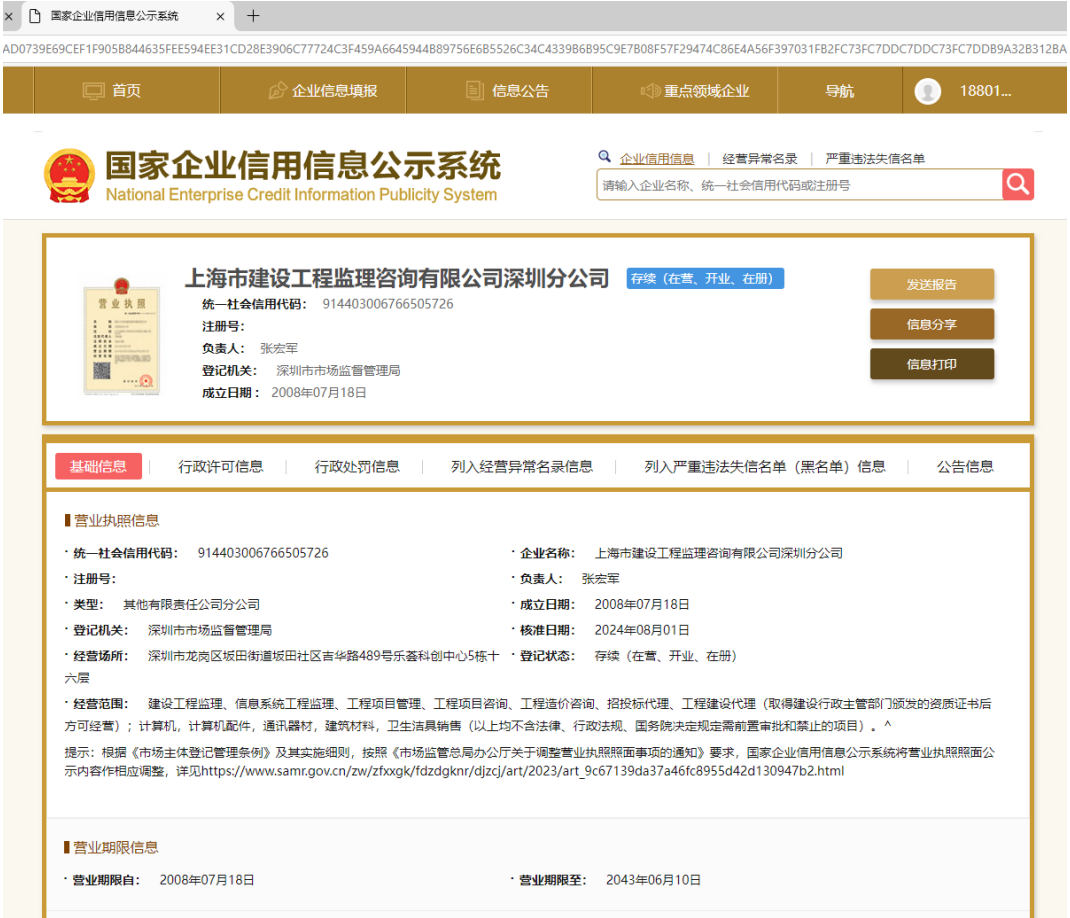 国家企业信用信息公示系统
AD0739E69CEF1F905B844635FEE594EE31CD28E3906C77724C3F459A6645944B89756E6B5526C34C4339B6B95C9E7B08F57F29474C86E4A56F397031FB2FC73FC7DDC7DDC73FC7DDB9A32B312BA
首页 企业信息填报 信息公告 重点领域企业 导航 18801...
国家企业信用信息公示系统
National Enterprise Credit Information Publicity System
企业信用信息 | 经营异常名录 | 严重违法失信名单
请输入企业名称、统一社会信用代码或注册号
营业执照
上海市建设工程监理咨询有限公司深圳分公司 存续（在营、开业、在册）
统一社会信用代码： 914403006766505726
注册号：
负责人： 张宏军
登记机关： 深圳市市场监督管理局
成立日期： 2008年07月18日
发送报告
信息分享
信息打印
基础信息 | 行政许可信息 | 行政处罚信息 | 列入经营异常名录信息 | 列入严重违法失信名单（黑名单）信息 | 公告信息
营业执照信息
· 统一社会信用代码： 914403006766505726 · 企业名称： 上海市建设工程监理咨询有限公司深圳分公司
· 注册号： · 负责人： 张宏军
· 类型： 其他有限责任公司分公司 · 成立日期： 2008年07月18日
· 登记机关： 深圳市市场监督管理局 · 核准日期： 2024年08月01日
· 经营场所： 深圳市龙岗区坂田街道坂田社区吉华路489号乐荟科创中心5栋十 · 登记状态： 存续（在营、开业、在册）
六层
· 经营范围： 建设工程监理、信息系统工程监理、工程项目管理、工程项目咨询、工程造价咨询、招投标代理、工程建设代理（取得建设行政主管部门颁发的资质证书后
方可经营）；计算机，计算机配件，通讯器材，建筑材料，卫生洁具销售（以上均不含法律、行政法规、国务院决定规定需前置审批和禁止的项目）。^
提示：根据《市场主体登记管理条例》及其实施细则，按照《市场监管总局办公厅关于调整营业执照照面事项的通知》要求，国家企业信用信息公示系统将营业执照照面公
示内容作相应调整，详见https://www.samr.gov.cn/zw/zfxxgk/fdzdgknr/djzcj/art/2023/art_9c67139da37a46fc8955d42d130947b2.html
营业期限信息
· 营业期限自： 2008年07月18日 · 营业期限至： 2043年06月10日